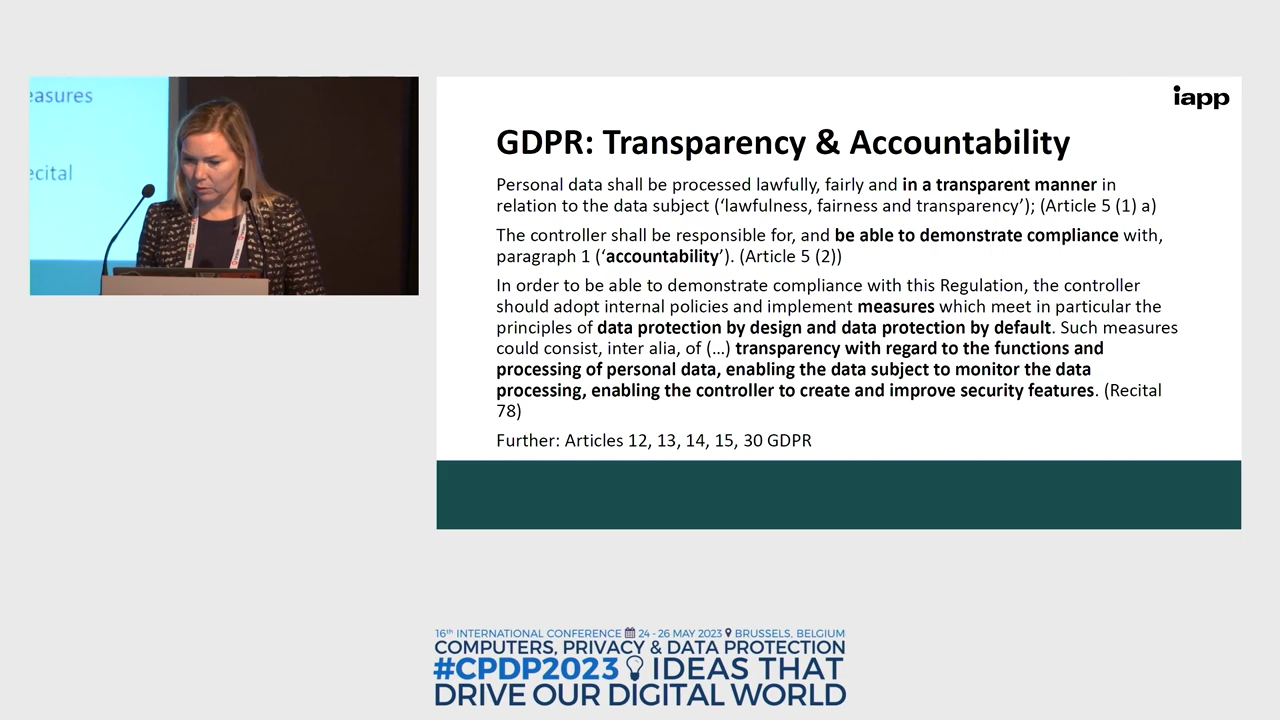 easures
ecital
iapp
GDPR: Transparency & Accountability
Personal data shall be processed lawfully, fairly and in a transparent manner in
relation to the data subject (‘lawfulness, fairness and transparency’); (Article 5 (1) a)
The controller shall be responsible for, and be able to demonstrate compliance with,
paragraph 1 (‘accountability’). (Article 5 (2))
In order to be able to demonstrate compliance with this Regulation, the controller
should adopt internal policies and implement measures which meet in particular the
principles of data protection by design and data protection by default. Such measures
could consist, inter alia, of (…) transparency with regard to the functions and
processing of personal data, enabling the data subject to monitor the data
processing, enabling the controller to create and improve security features. (Recital
78)
Further: Articles 12, 13, 14, 15, 30 GDPR
16th INTERNATIONAL CONFERENCE 24 - 26 MAY 2023 BRUSSELS, BELGIUM
COMPUTERS, PRIVACY & DATA PROTECTION
#CPDP2023 IDEAS THAT
DRIVE OUR DIGITAL WORLD